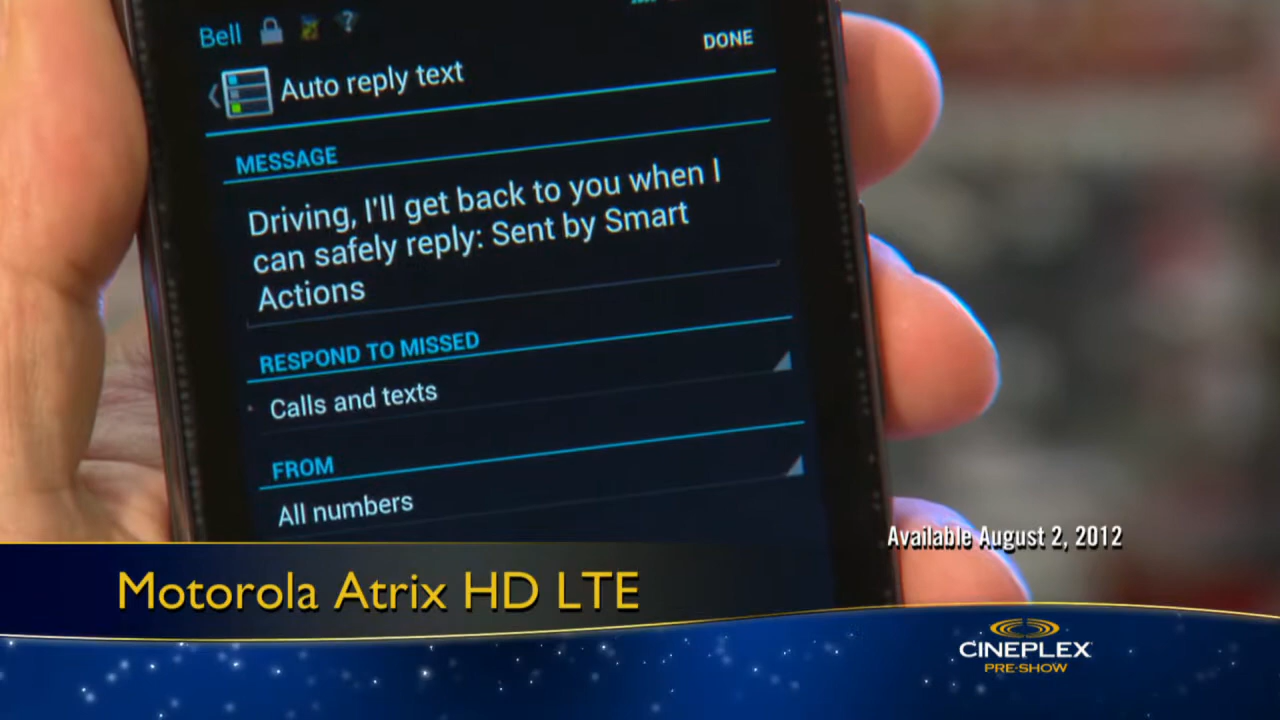 Bell
DONE
Auto reply text
MESSAGE
Driving, I'll get back to you when I
can safely reply: Sent by Smart
Actions
RESPOND TO MISSED
Calls and texts
FROM
All numbers
Available August 2, 2012
Motorola Atrix HD LTE
CINEPLEX
PRE-SHOW